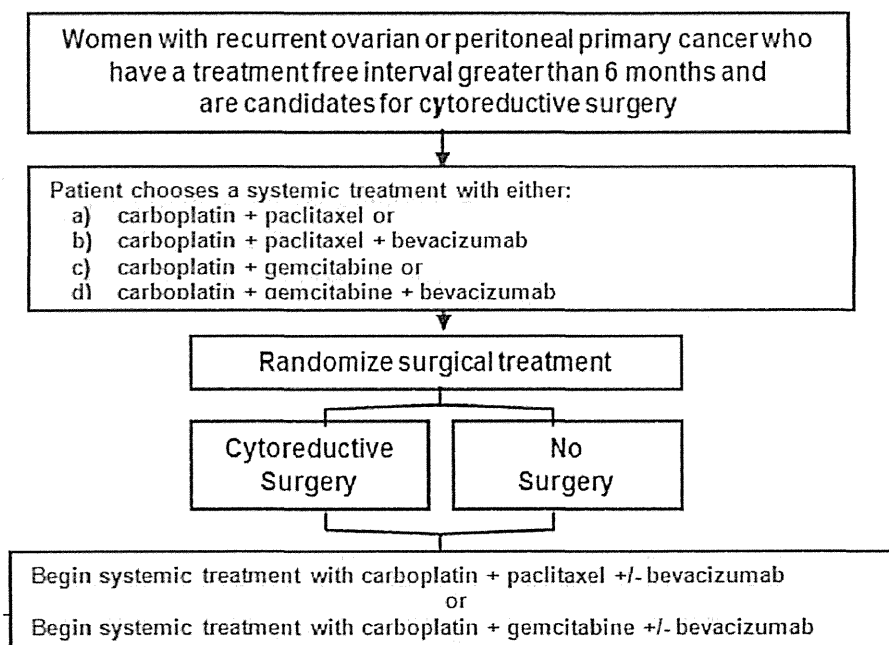 Women with recurrent ovarian or peritoneal primary cancer who
have a treatment free interval greater than 6 months and
are candidates for cytoreductive surgery
Patient chooses a systemic treatment with either:
a) carboplatin + paclitaxel or
b) carboplatin + paclitaxel + bevacizumab
c) carboplatin + gemcitabine or
d) carboplatin + gemcitabine + bevacizumab
Randomize surgical treatment
Cytoreductive
Surgery
No
Surgery
Begin systemic treatment with carboplatin + paclitaxel +/- bevacizumab
or
Begin systemic treatment with carboplatin + gemcitabine +/- bevacizumab